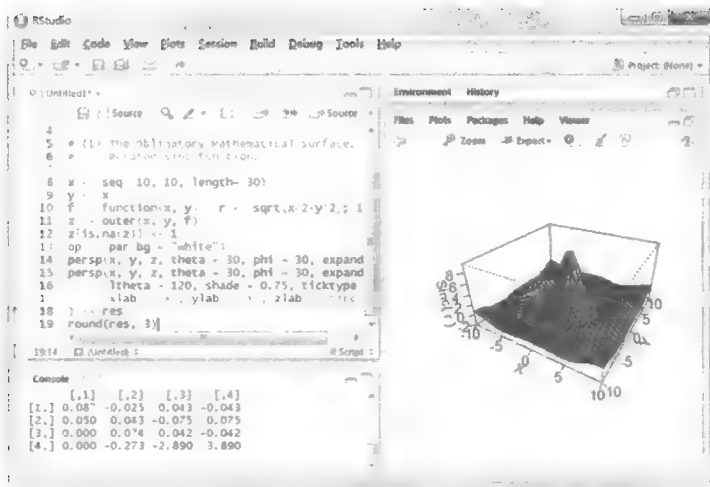 RStudio
File Edit Code View Plots Session Build Debug Tools Help
Project: (None)
Untitled1*
Source Source
4
5 # (1) The Obligatory Mathematical surface.
6 #
8 x seq 10, 10, length= 30)
9 y x
10 f function(x, y) r sqrt(x^2+y^2); 1
11 z outer(x, y, f)
12 z[is.na(z)] 1
13 op par bg = "white")
14 persp(x, y, z, theta = 30, phi = 30, expand
15 persp(x, y, z, theta = 30, phi = 30, expand
16 ltheta = 120, shade = 0.75, ticktype
xlab , ylab , zlab
18 ) res
19 round(res, 3)
19:14 (Untitled) R Script
Console
[,1] [,2] [,3] [,4]
[1,] 0.087 -0.025 0.043 -0.043
[2,] 0.050 0.043 -0.075 0.075
[3,] 0.000 0.074 0.042 -0.042
[4,] 0.000 -0.273 -2.890 3.890
Environment History
Files Plots Packages Help Viewer
Zoom Export
8
6
4
2
-10 -5 0 5 10
X
-10 -5 0 5 10
Y